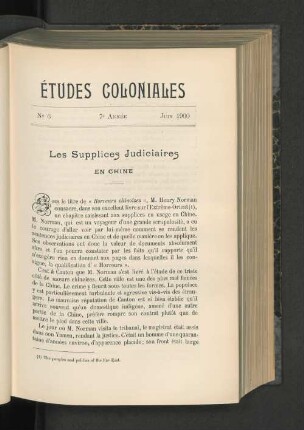 ÉTUDES COLONIALES
No 6. 7e Année Juin 1900
Les Supplices Judiciaires
EN CHINE
Sous le titre de « Horreurs chinoises », M. Henry Norman
consacre, dans son excellent livre sur l'Extrême-Orient (1),
un chapitre saisissant aux supplices en usage en Chine.
M. Norman, qui est un voyageur d'une grande scrupulosité, a eu
le courage d'aller voir par lui-même comment se rendent les
sentences judiciaires en Chine et de quelle manière on les applique.
Ses observations ont donc la valeur de documents absolument
sûrs, et l'on pourra constater par les faits qu'il rapporte qu'il
n'exagère rien en donnant aux pages dans lesquelles il les con-
signe, la qualification d' « Horreurs ».
C'est à Canton que M. Norman s'est livré à l'étude de ce triste
côté de mœurs chinoises. Cette ville est une des plus mal famées
de la Chine. Le crime y fleurit sous toutes les formes. La populace
y est particulièrement turbulente et agressive vis-à-vis des étran-
gers. La mauvaise réputation de Canton est si bien établie qu'il
arrive souvent qu'un domestique indigène, amené d'une autre
partie de la Chine, préfère rompre son contrat plutôt que de
mettre le pied dans cette ville.
Le jour où M. Norman visite le tribunal, le magistrat était assis
dans son Yamen, rendant la justice. C'était un homme d'une quaran-
taine d'années environ, d'apparence placide; son front était large
(1) The peoples and politics of the far East.